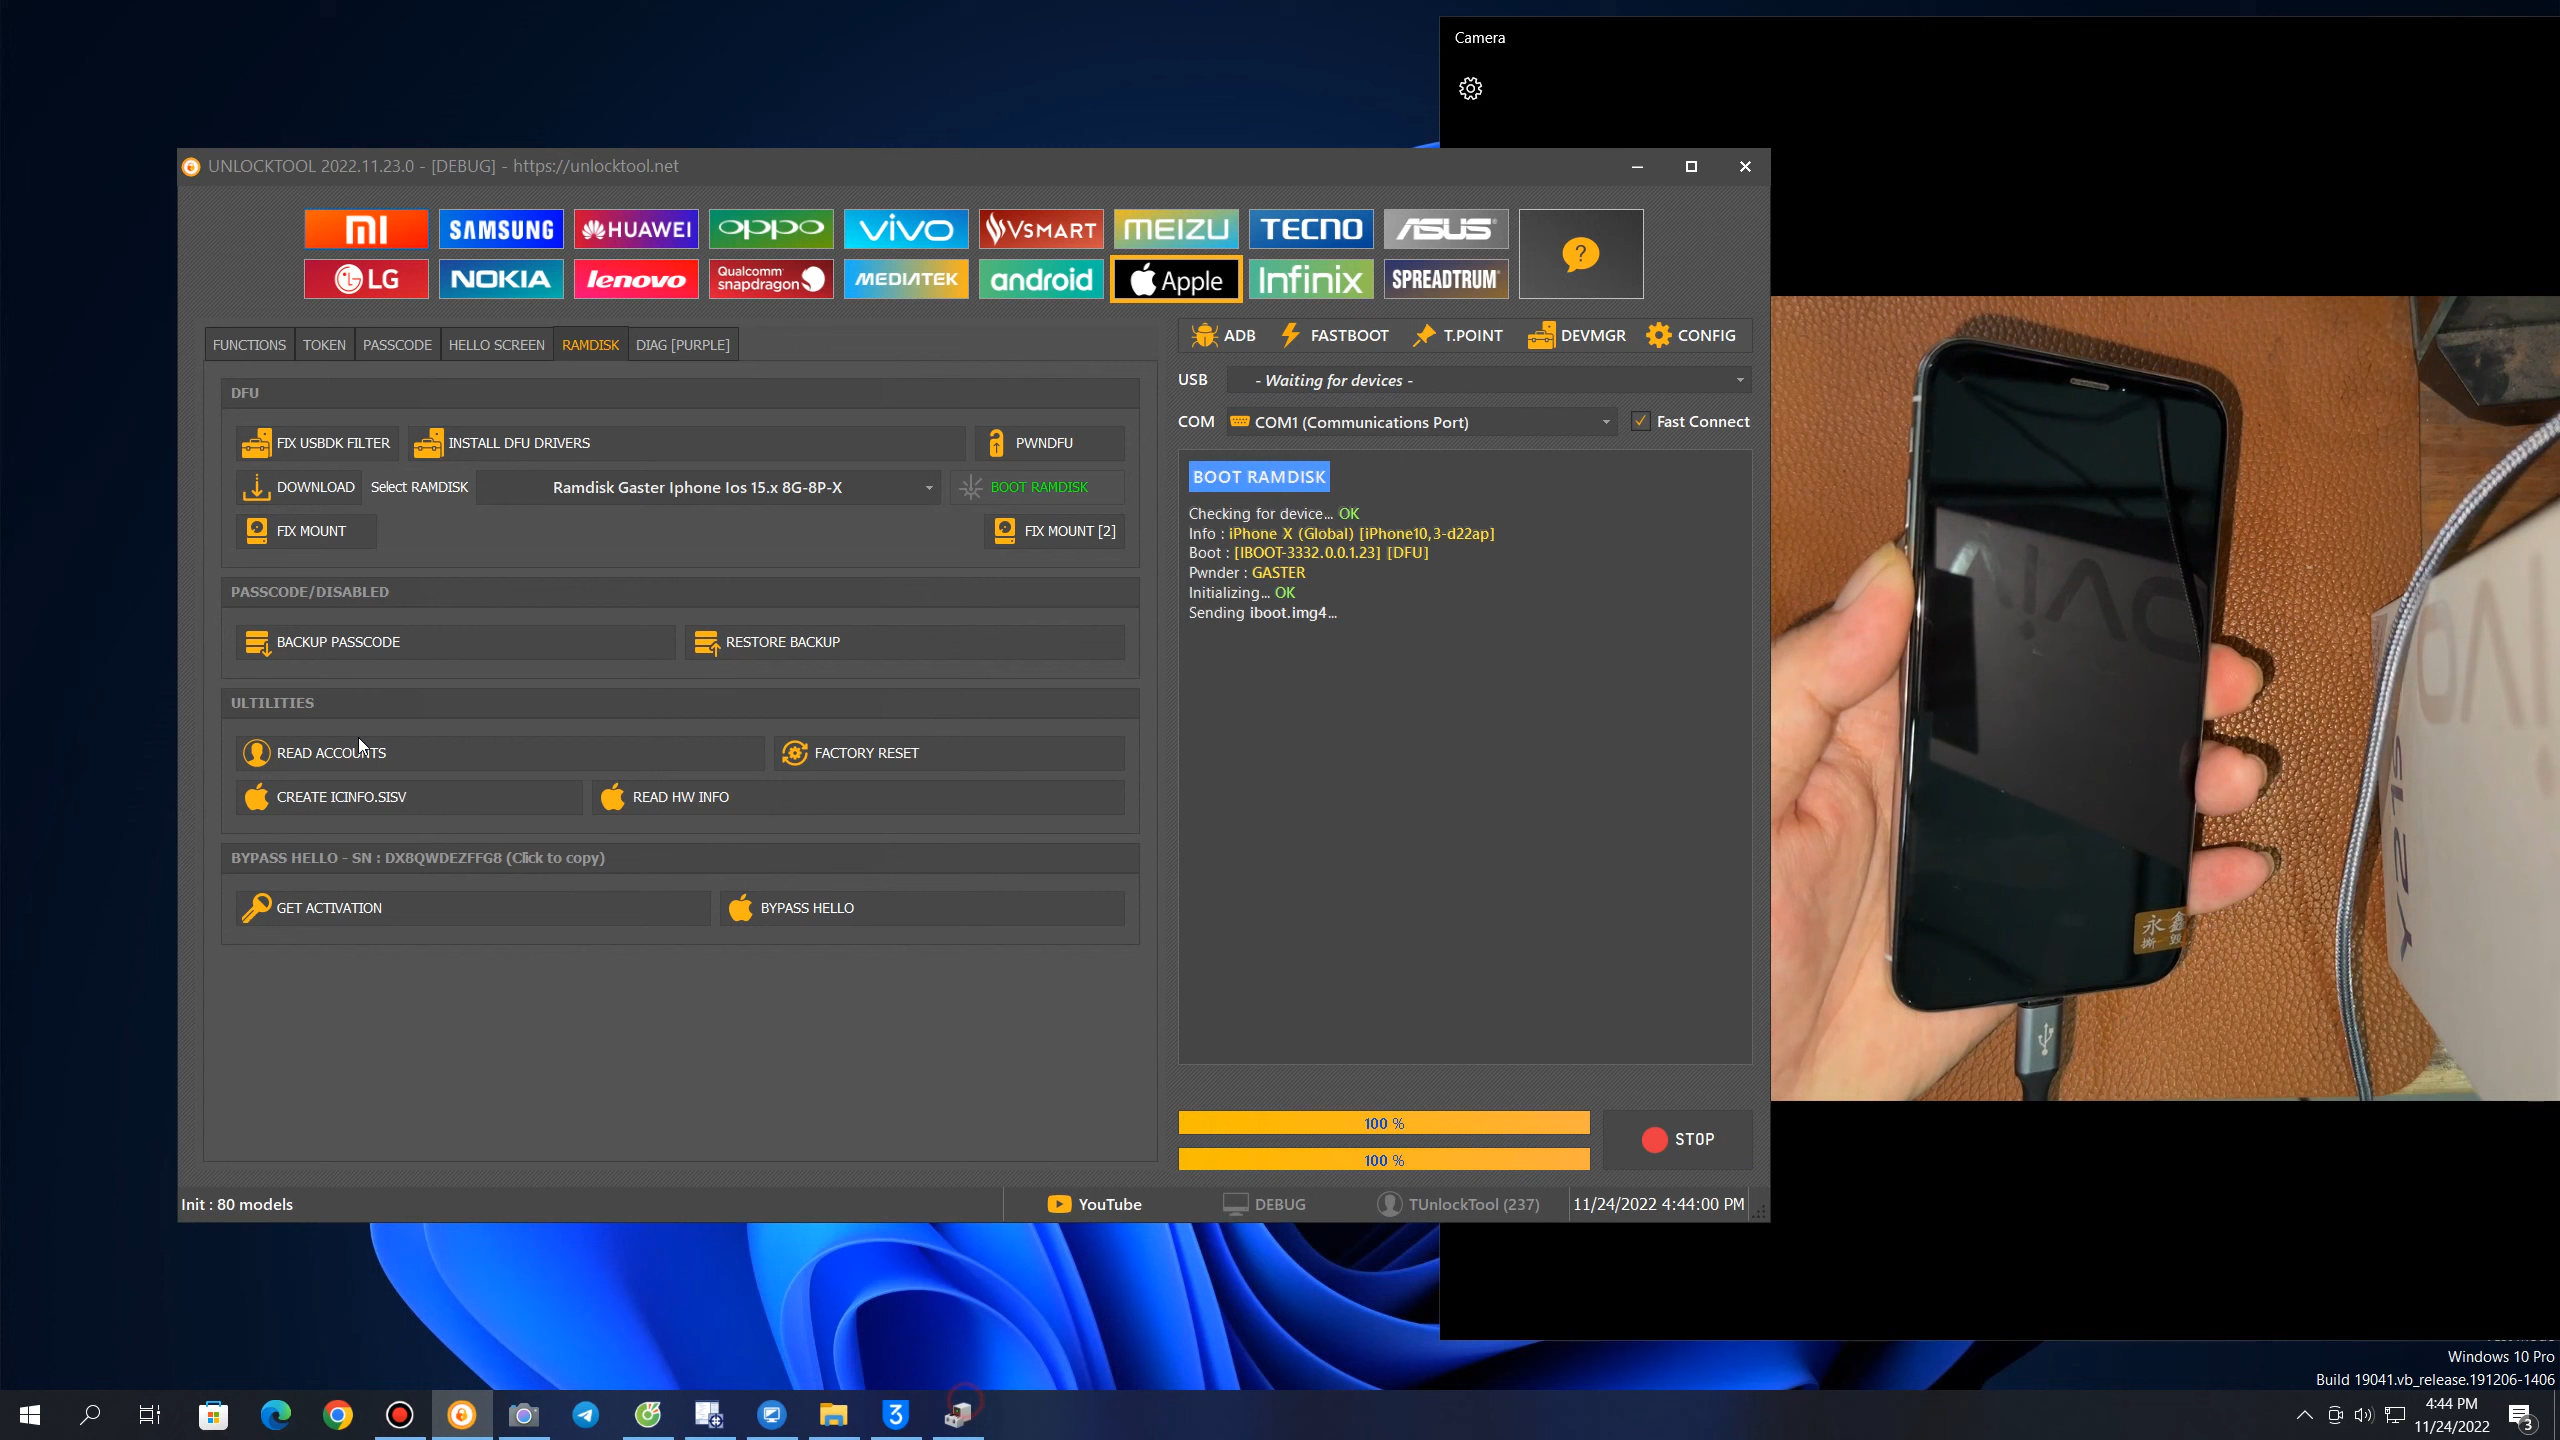 Camera
UNLOCKTOOL 2022.11.23.0 - [DEBUG] - https://unlocktool.net
MI
SAMSUNG
HUAWEI
oppo
vivo
VSMART
MEIZU
TECNO
ASUS
?
LG
NOKIA
lenovo
Qualcomm
snapdragon
MEDIATEK
android
Apple
Infinix
SPREADTRUM
FUNCTIONS
TOKEN
PASSCODE
HELLO SCREEN
RAMDISK
DIAG [PURPLE]
DFU
FIX USBDK FILTER
INSTALL DFU DRIVERS
PWNDFU
DOWNLOAD
Select RAMDISK
Ramdisk Gaster Iphone Ios 15.x 8G-8P-X
BOOT RAMDISK
FIX MOUNT
FIX MOUNT [2]
PASSCODE/DISABLED
BACKUP PASSCODE
RESTORE BACKUP
ULTILITIES
READ ACCOUNTS
FACTORY RESET
CREATE ICINFO.SISV
READ HW INFO
BYPASS HELLO - SN : DX8QWDEZFFG8 (Click to copy)
GET ACTIVATION
BYPASS HELLO
ADB
FASTBOOT
T.POINT
DEVMGR
CONFIG
USB
- Waiting for devices -
COM
COM1 (Communications Port)
Fast Connect
BOOT RAMDISK
Checking for device... OK
Info : iPhone X (Global) [iPhone10,3-d22ap]
Boot : [IBOOT-3332.0.0.1.23] [DFU]
Pwnder : GASTER
Initializing... OK
Sending iboot.img4...
100 %
100 %
STOP
Init : 80 models
YouTube
DEBUG
TUnlockTool (237)
11/24/2022 4:44:00 PM
永鑫
撕毁
Windows 10 Pro
Build 19041.vb_release.191206-1406
3
4:44 PM
11/24/2022
3